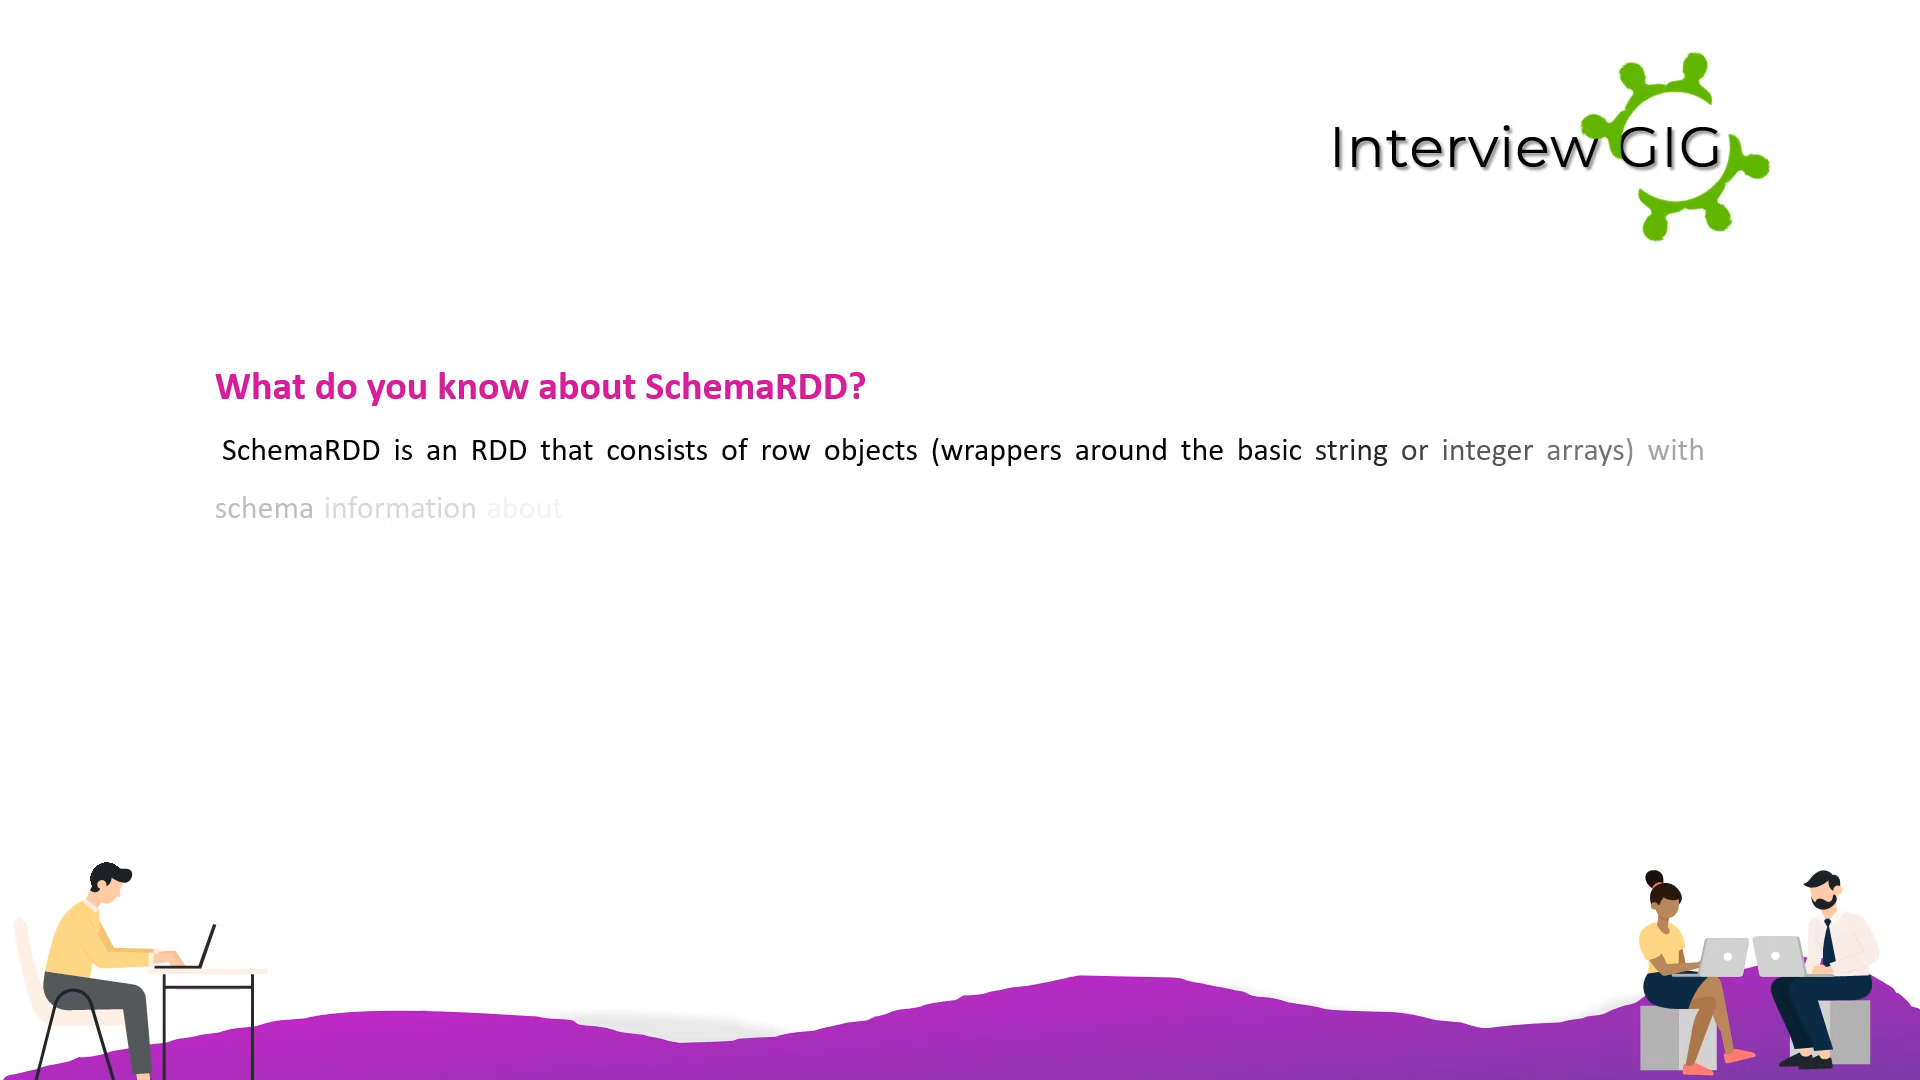 Interview GIG
What do you know about SchemaRDD?
SchemaRDD is an RDD that consists of row objects (wrappers around the basic string or integer arrays) with
schema information about